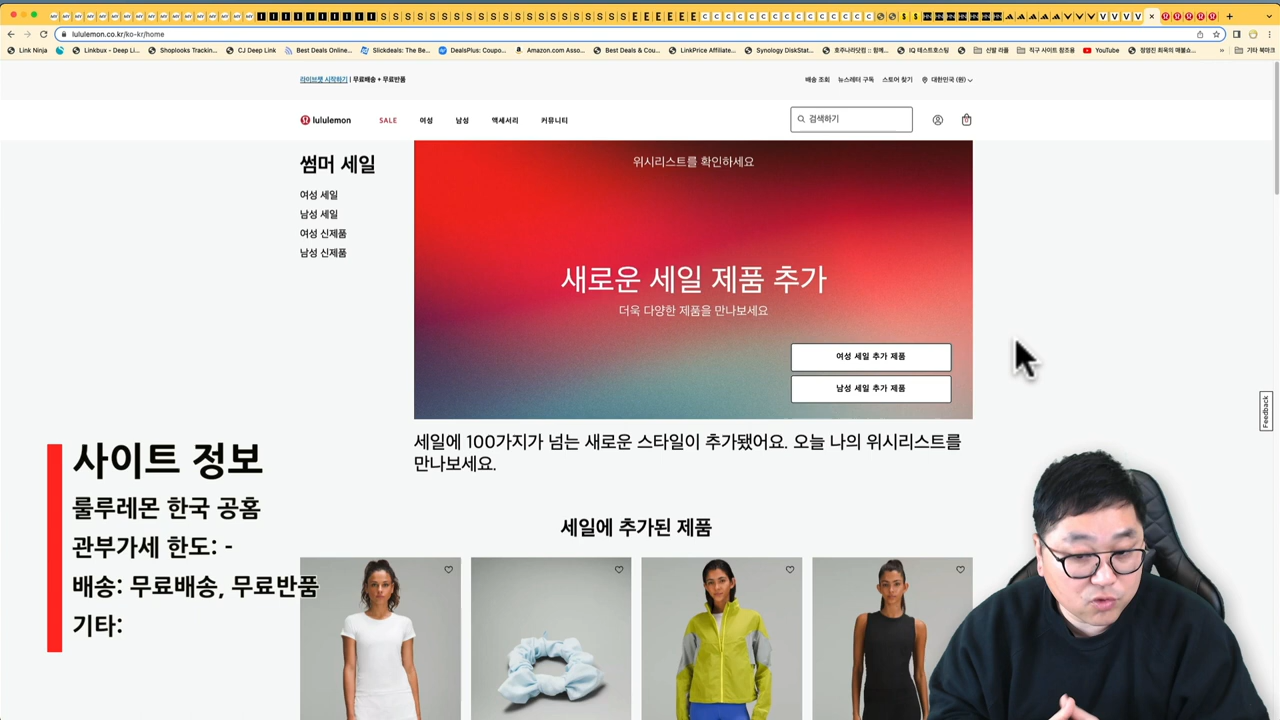 lululemon.co.kr/ko-kr/home
Link Ninja
Linkbux - Deep Li...
Shoplooks Trackin...
CJ Deep Link
Best Deals Online...
Slickdeals: The Be...
DealsPlus: Coupo...
Amazon.com Asso...
Best Deals & Cou...
LinkPrice Affiliate...
Synology DiskStat...
호주나라닷컴 :: 함께...
IQ 테스트호스팅
신발 라플
직구 사이트 참조용
YouTube
정영진 최욱의 매불쇼...
»
기타 북마크
라이브챗 시작하기 | 무료배송 + 무료반품
배송 조회
뉴스레터 구독
스토어 찾기
대한민국 (원)
lululemon
SALE
여성
남성
액세서리
커뮤니티
검색하기
0
썸머 세일
여성 세일
남성 세일
여성 신제품
남성 신제품
위시리스트를 확인하세요
새로운 세일 제품 추가
더욱 다양한 제품을 만나보세요
여성 세일 추가 제품
남성 세일 추가 제품
Feedback
세일에 100가지가 넘는 새로운 스타일이 추가됐어요. 오늘 나의 위시리스트를
만나보세요.
세일에 추가된 제품
사이트 정보
룰루레몬 한국 공홈
관부가세 한도: -
배송: 무료배송, 무료반품
기타: